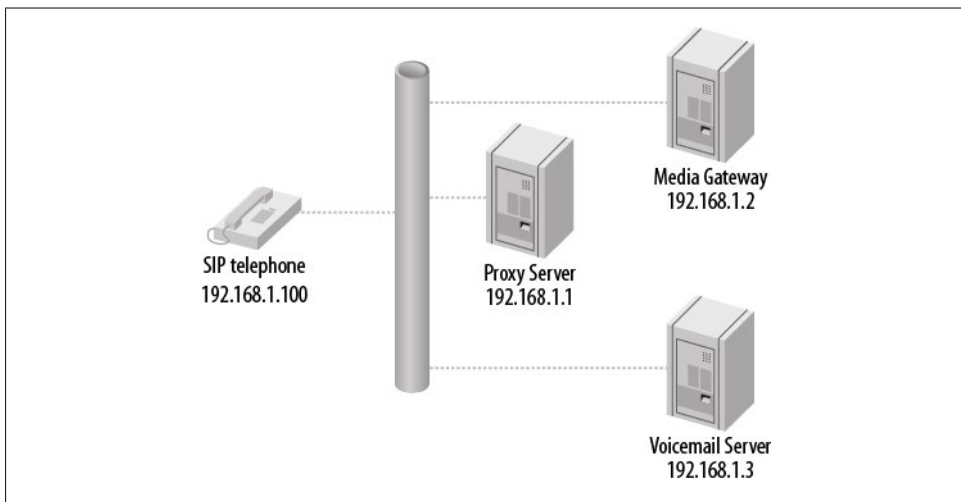 Media Gateway
192.168.1.2
SIP telephone
192.168.1.100
Proxy Server
192.168.1.1
Voicemail Server
192.168.1.3